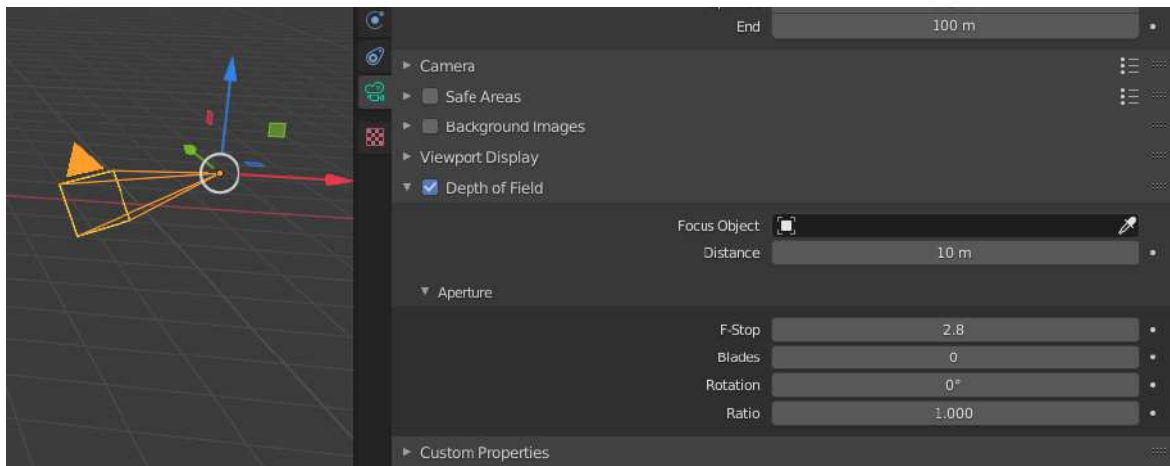 End 100 m
Camera
Safe Areas
Background Images
Viewport Display
Depth of Field
Focus Object
Distance 10 m
Aperture
F-Stop 2.8
Blades 0
Rotation 0°
Ratio 1.000
Custom Properties